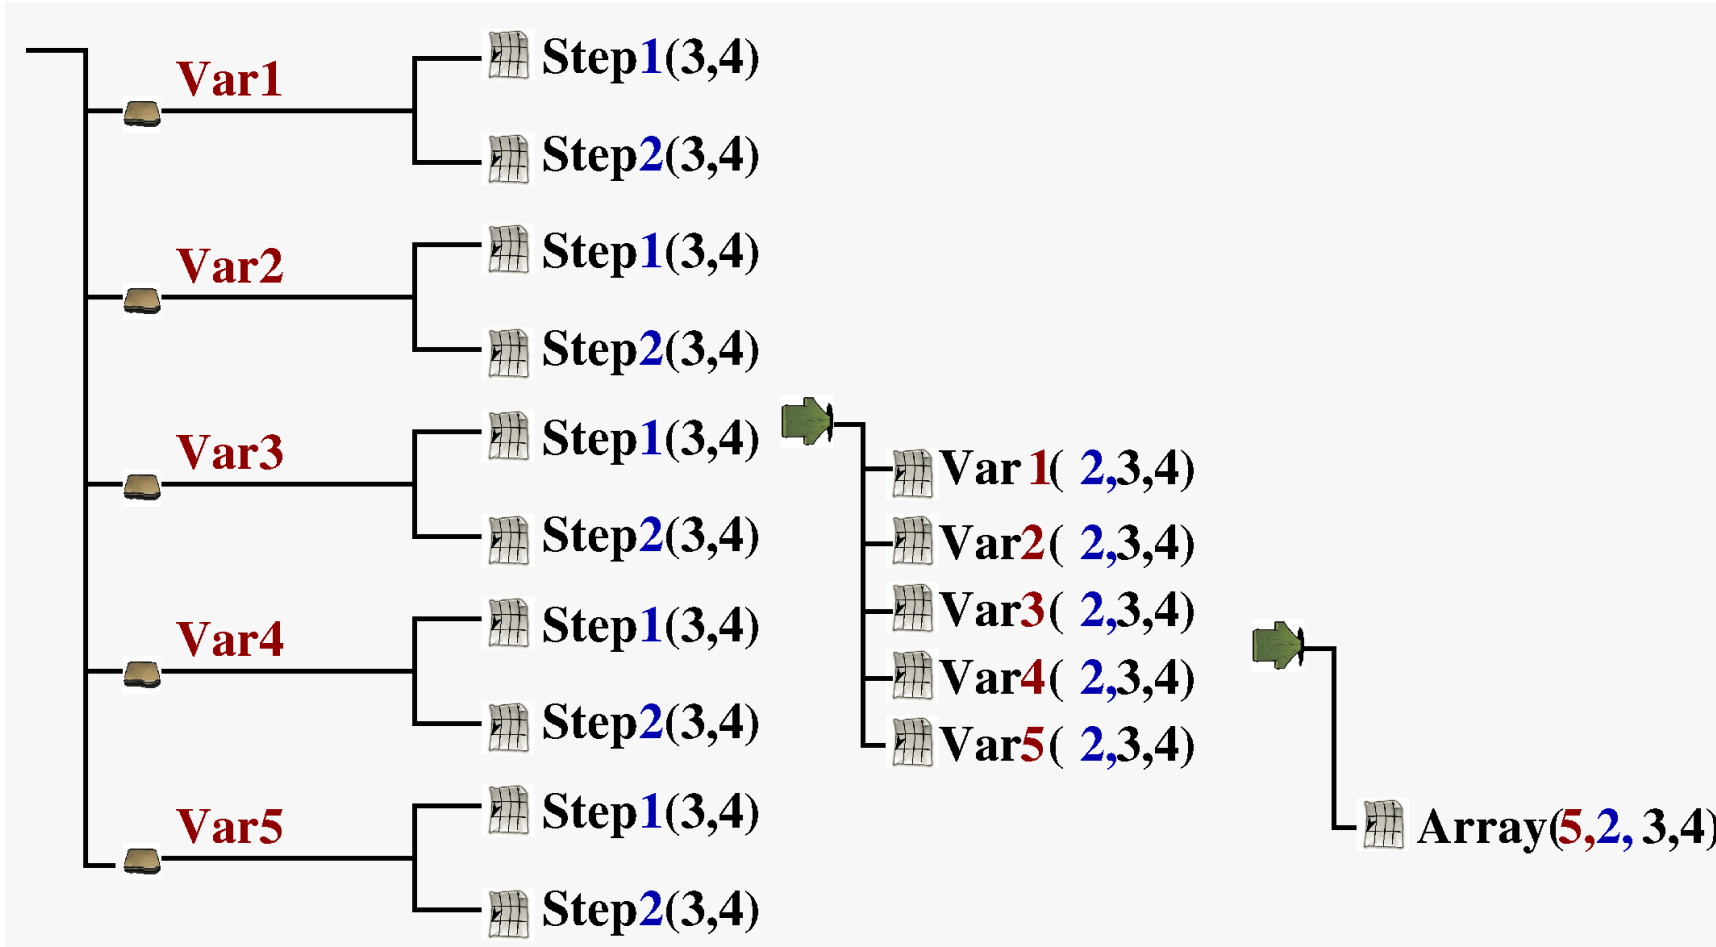 Var1
Step1(3,4)
Step2(3,4)
Var2
Step1(3,4)
Step2(3,4)
Var3
Step1(3,4)
Step2(3,4)
Var4
Step1(3,4)
Step2(3,4)
Var5
Step1(3,4)
Step2(3,4)
Var 1( 2,3,4)
Var2( 2,3,4)
Var3( 2,3,4)
Var4( 2,3,4)
Var5( 2,3,4)
Array(5,2, 3,4)